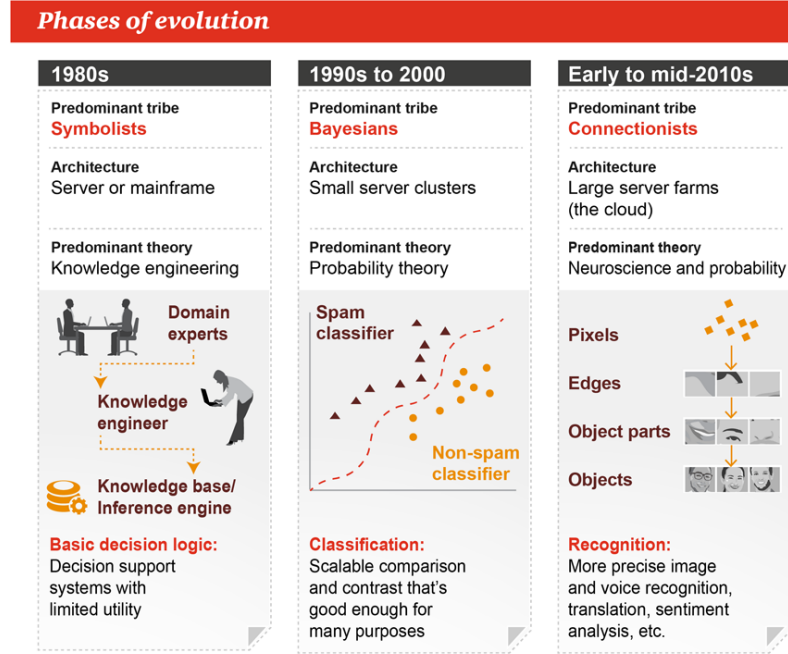 Phases of evolution
1980s
Predominant tribe
Symbolists
Architecture
Server or mainframe
Predominant theory
Knowledge engineering
Domain
experts
Knowledge
engineer
Knowledge base/
Inference engine
Basic decision logic:
Decision support
systems with
limited utility
1990s to 2000
Predominant tribe
Bayesians
Architecture
Small server clusters
Predominant theory
Probability theory
Spam
classifier
Non-spam
classifier
Classification:
Scalable comparison
and contrast that's
good enough for
many purposes
Early to mid-2010s
Predominant tribe
Connectionists
Architecture
Large server farms
(the cloud)
Predominant theory
Neuroscience and probability
Pixels
Edges
Object parts
Objects
Recognition:
More precise image
and voice recognition,
translation, sentiment
analysis, etc.